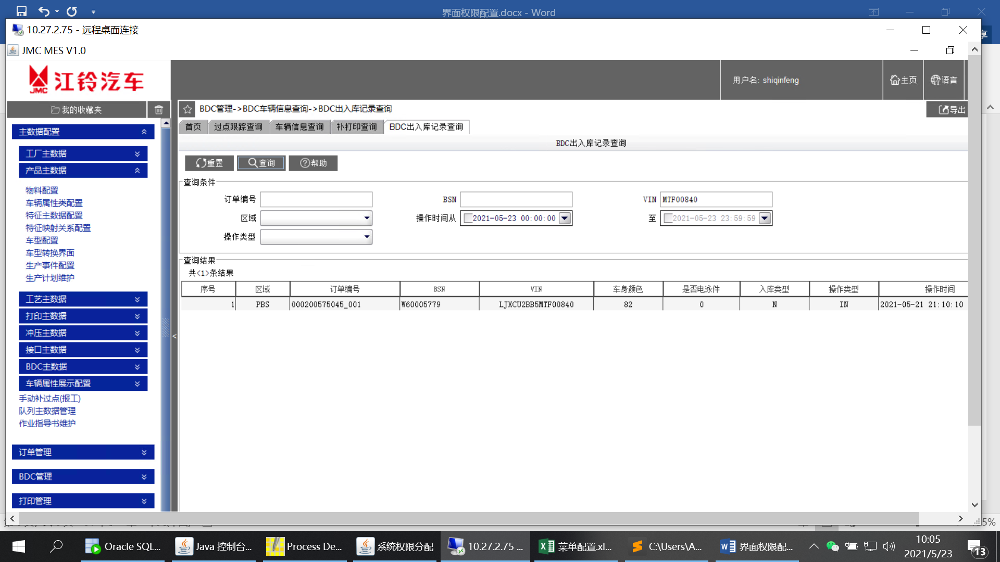 界面权限配置.docx - Word
10.27.2.75 - 远程桌面连接
享
JMC MES V1.0
JMC 江铃汽车
用户名: shiqinfeng
主页
语言
我的收藏夹
BDC管理->BDC车辆信息查询->BDC出入库记录查询
导出
首页
过点跟踪查询
车辆信息查询
补打印查询
BDC出入库记录查询
BDC出入库记录查询
重置
查询
帮助
主数据配置
工厂主数据
产品主数据
物料配置
车辆属性类配置
特征主数据配置
特征映射关系配置
车型配置
车型转换界面
生产事件配置
生产计划维护
工艺主数据
打印主数据
冲压主数据
接口主数据
BDC主数据
车辆属性展示配置
手动补过点(报工)
队列主数据管理
作业指导书维护
订单管理
BDC管理
打印管理
查询条件
订单编号
BSN
VIN MTF00840
区域
操作时间从 2021-05-23 00:00:00
至 2021-05-23 23:59:59
操作类型
查询结果
共<1>条结果
序号 区域 订单编号 BSN VIN 车身颜色 是否电泳件 入库类型 操作类型 操作时间
1 PBS 000200575045_001 W60005779 LJXCU2BB5MTF00840 82 0 N IN 2021-05-21 21:10:10
<
5%
Oracle SQL...
Java 控制台...
Process De...
系统权限分配
10.27.2.75 ...
菜单配置.xl...
C:\Users\A...
界面权限配...
10:05
2021/5/23
13